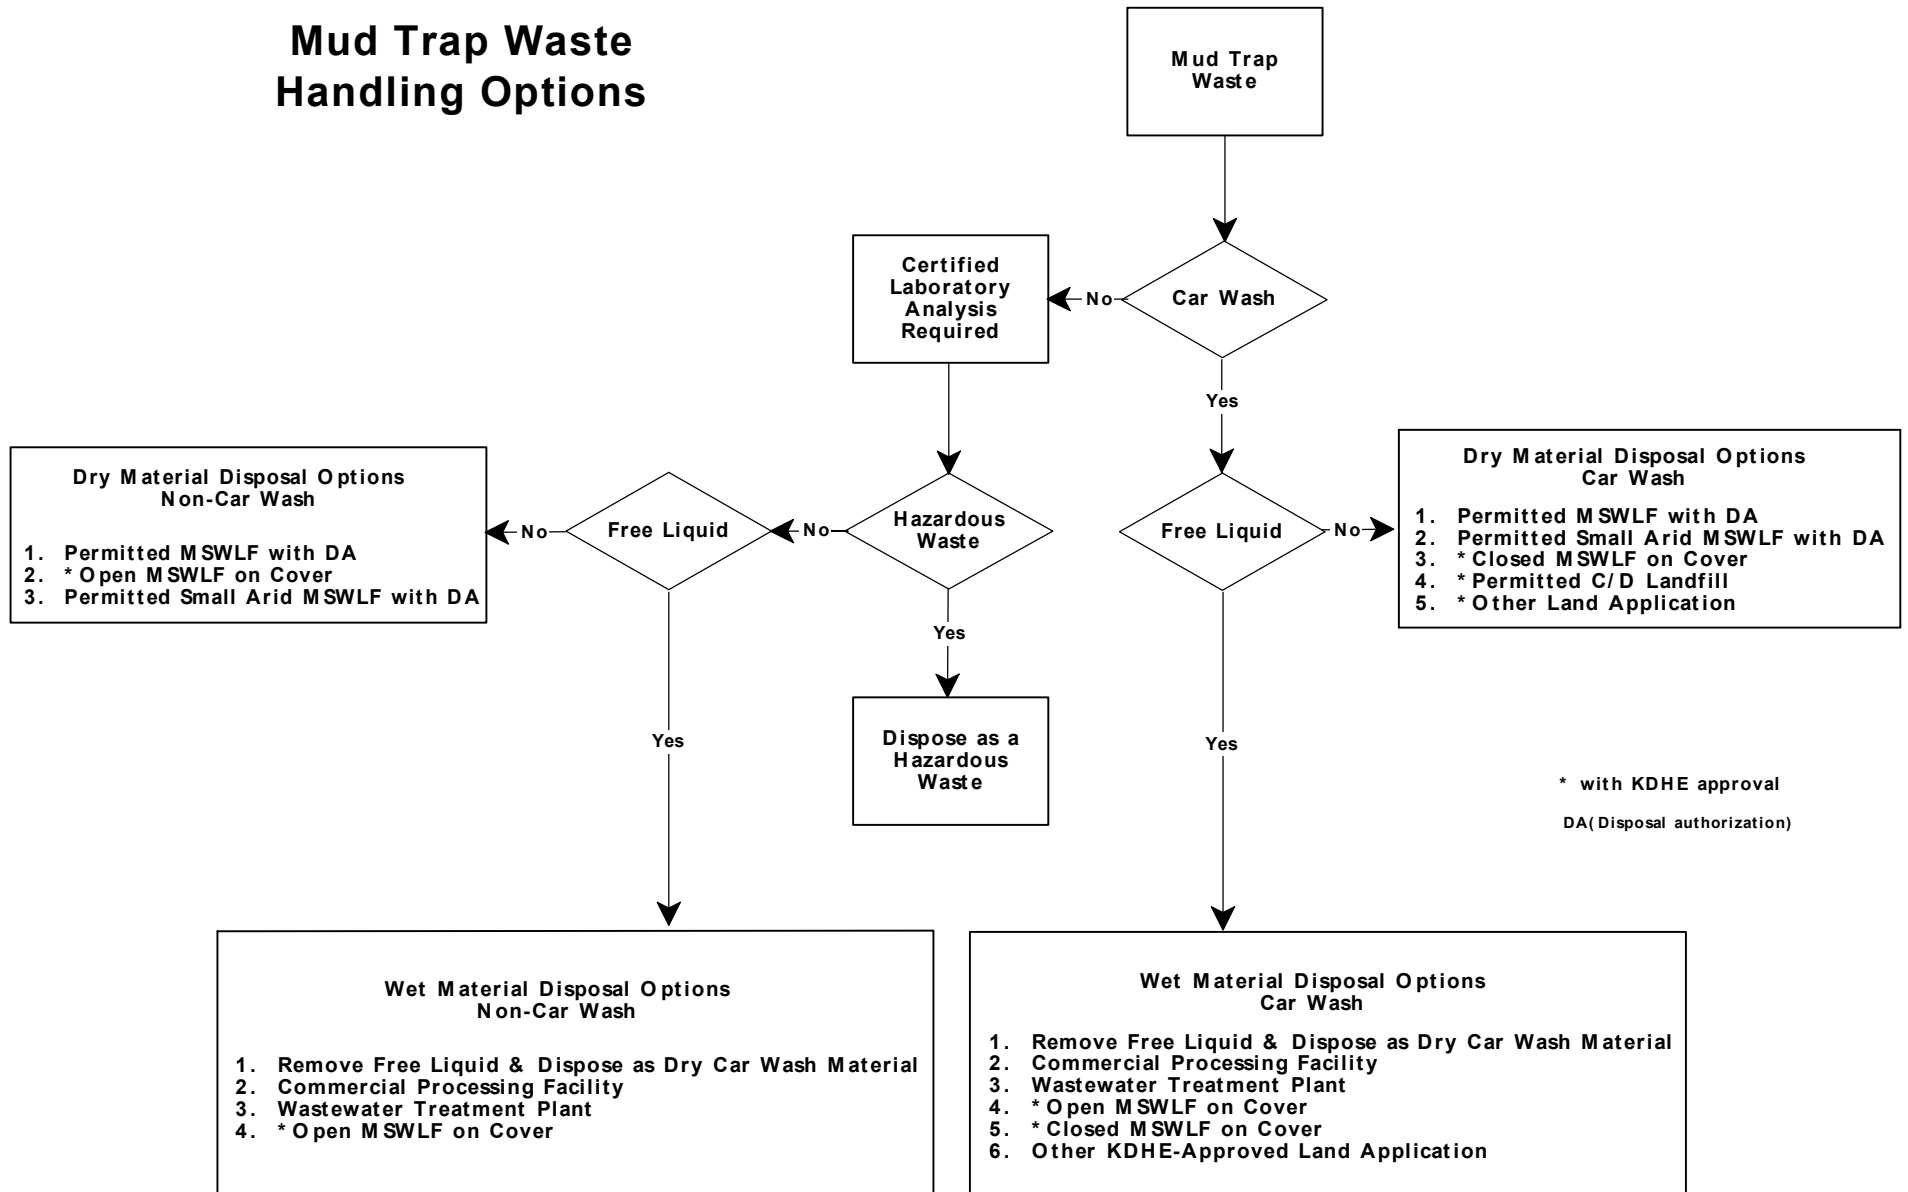 Mud Trap Waste
Handling Options
Mud Trap
Waste
Certified
Laboratory
Analysis
Required
No
Car Wash
Yes
Dry Material Disposal Options
Non-Car Wash
1. Permitted MSWLF with DA
2. * Open MSWLF on Cover
3. Permitted Small Arid MSWLF with DA
No
Free Liquid
No
Hazardous
Waste
Free Liquid
No
Dry Material Disposal Options
Car Wash
1. Permitted MSWLF with DA
2. Permitted Small Arid MSWLF with DA
3. * Closed MSWLF on Cover
4. * Permitted C/D Landfill
5. * Other Land Application
Yes
Yes
Dispose as a
Hazardous
Waste
Yes
* with KDHE approval
DA(Disposal authorization)
Wet Material Disposal Options
Non-Car Wash
1. Remove Free Liquid & Dispose as Dry Car Wash Material
2. Commercial Processing Facility
3. Wastewater Treatment Plant
4. * Open MSWLF on Cover
Wet Material Disposal Options
Car Wash
1. Remove Free Liquid & Dispose as Dry Car Wash Material
2. Commercial Processing Facility
3. Wastewater Treatment Plant
4. * Open MSWLF on Cover
5. * Closed MSWLF on Cover
6. Other KDHE-Approved Land Application